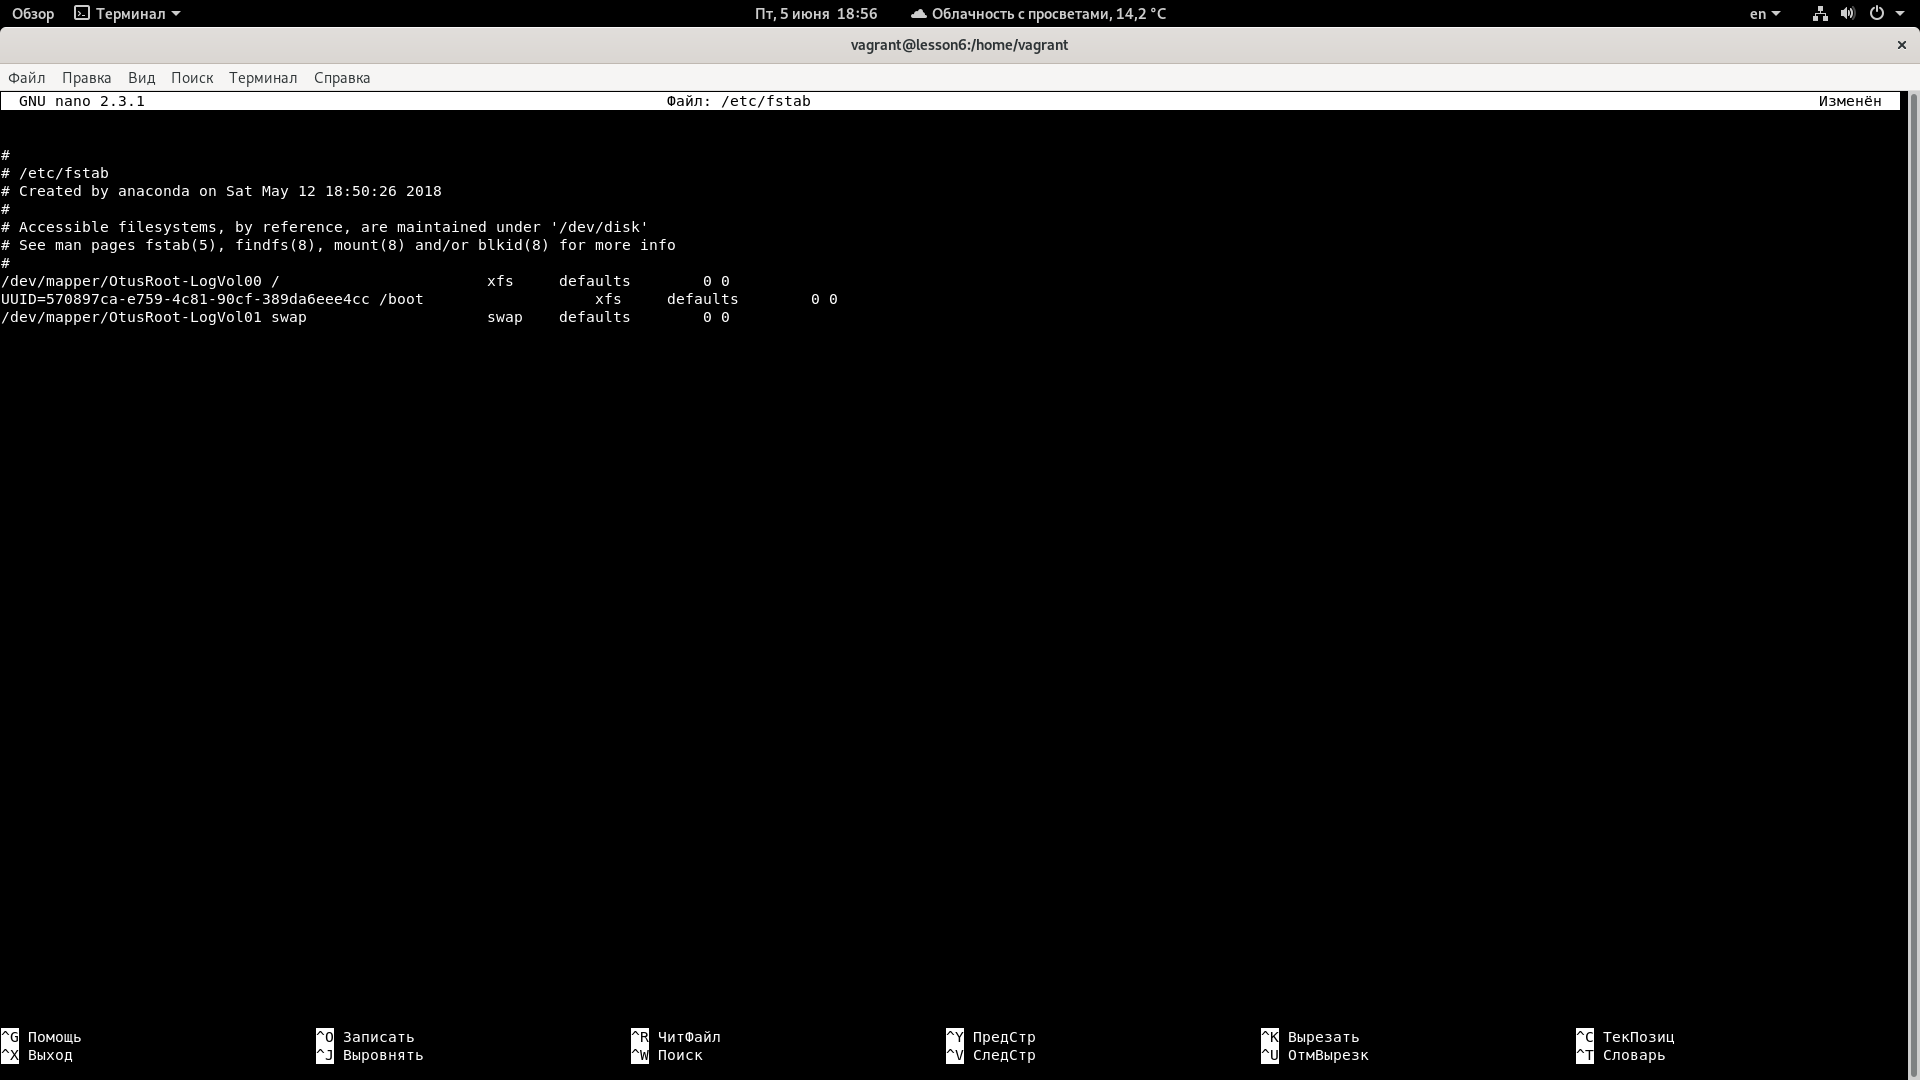 Обзор Терминал Пт, 5 июня 18:56 Облачность с просветами, 14,2 °C en
vagrant@lesson6:/home/vagrant ×
Файл Правка Вид Поиск Терминал Справка
GNU nano 2.3.1 Файл: /etc/fstab Изменён
#
# /etc/fstab
# Created by anaconda on Sat May 12 18:50:26 2018
#
# Accessible filesystems, by reference, are maintained under '/dev/disk'
# See man pages fstab(5), findfs(8), mount(8) and/or blkid(8) for more info
#
/dev/mapper/OtusRoot-LogVol00 / xfs defaults 0 0
UUID=570897ca-e759-4c81-90cf-389da6eee4cc /boot xfs defaults 0 0
/dev/mapper/OtusRoot-LogVol01 swap swap defaults 0 0
^G Помощь ^O Записать ^R ЧитФайл ^Y ПредСтр ^K Вырезать ^C ТекПозиц
^X Выход ^J Выровнять ^W Поиск ^V СледСтр ^U ОтмВырезк ^T Словарь